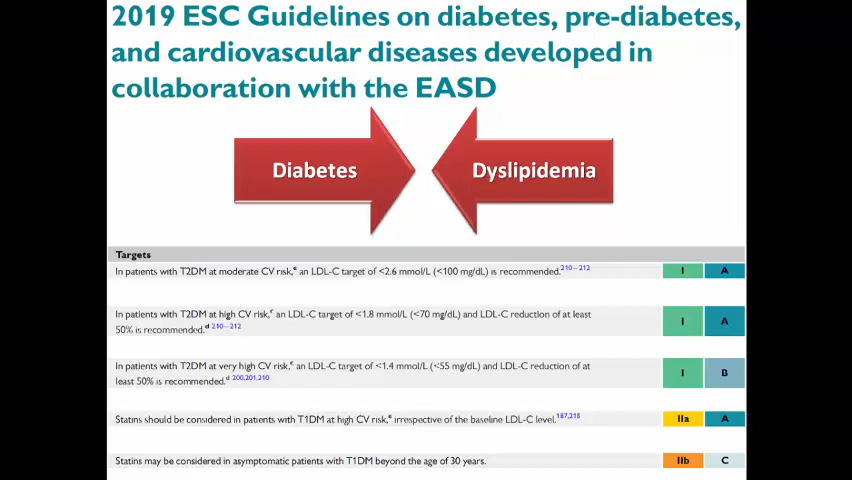 2019 ESC Guidelines on diabetes, pre-diabetes,
and cardiovascular diseases developed in
collaboration with the EASD
Diabetes
Dyslipidemia
Targets
In patients with T2DM at moderate CV risk,ᶜ an LDL-C target of <2.6 mmol/L (<100 mg/dL) is recommended.²¹⁰⁻²¹² I A
In patients with T2DM at high CV risk,ᶜ an LDL-C target of <1.8 mmol/L (<70 mg/dL) and LDL-C reduction of at least
50% is recommended.ᵈ ²¹⁰⁻²¹² I A
In patients with T2DM at very high CV risk,ᶜ an LDL-C target of <1.4 mmol/L (<55 mg/dL) and LDL-C reduction of at
least 50% is recommended.ᵈ ²⁰⁰,²⁰¹,²¹⁰ I B
Statins should be considered in patients with T1DM at high CV risk,ᶜ irrespective of the baseline LDL-C level.¹⁸⁷,²¹⁵ IIa A
Statins may be considered in asymptomatic patients with T1DM beyond the age of 30 years. IIb C